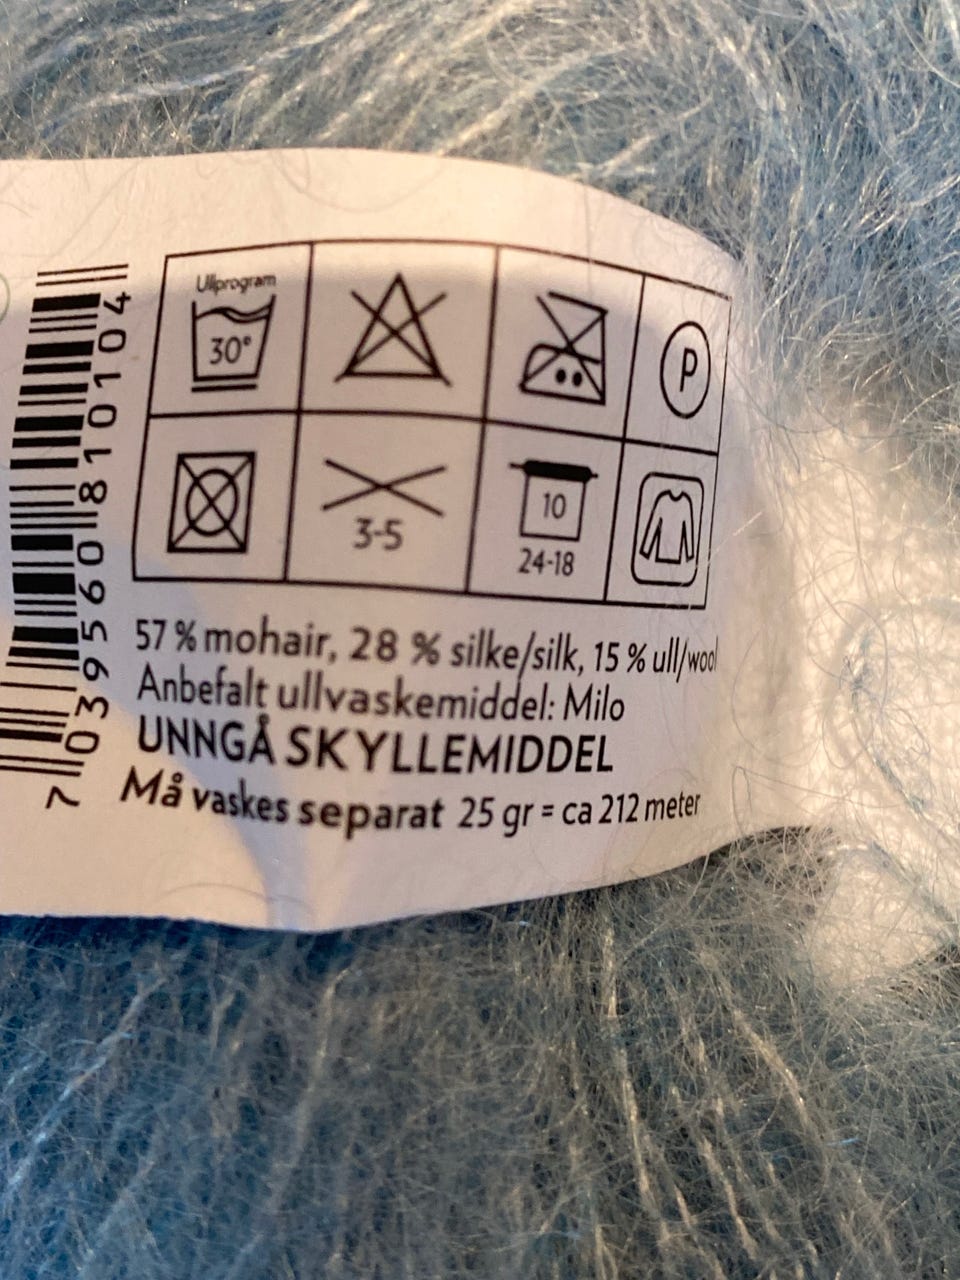 Ullprogram
30°
P
3-5
10
24-18
57 % mohair, 28 % silke/silk, 15 % ull/wool
Anbefalt ullvaskemiddel: Milo
UNNGÅ SKYLLEMIDDEL
Må vaskes separat 25 gr = ca 212 meter
7 039560 810104